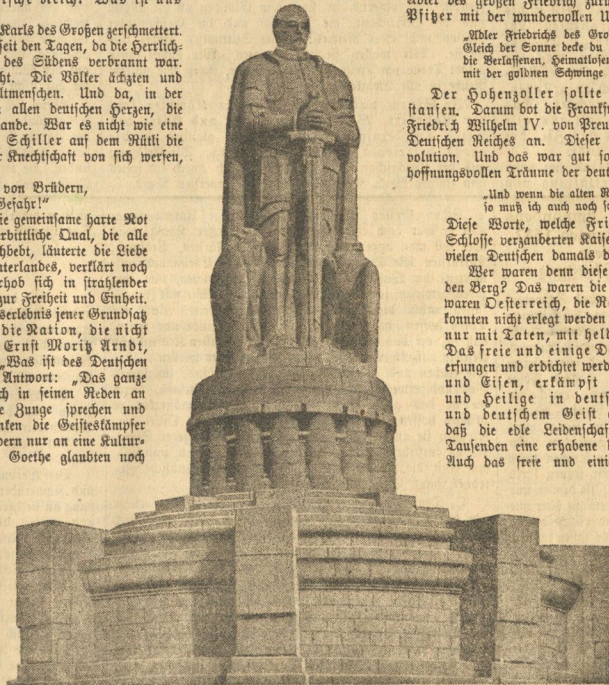 Karls des Großen zerschmettert.
seit den Tagen, da die Herrlich-
des Südens verbrannt war.
ht. Die Völker ächzten und
ltmenschen. Und da, in der
allen deutschen Herzen, die
ande. War es nicht wie eine
Schiller auf dem Rütli die
Knechtschaft von sich werfen,
von Brüdern,
Gefahr!“
ie gemeinsame harte Not
erbittliche Qual, die alle
hbebt, läuterte die Liebe
aterlandes, verklärt noch
rhob sich in strahlender
zur Freiheit und Einheit.
serlebnis jener Grundsatz
die Nation, die nicht
Ernst Moritz Arndt,
„Was ist des Deutschen
Antwort: „Das ganze
ch in seinen Reden an
e Zunge sprechen und
nken die Geisteskämpfer
dern nur an eine Kultur-
Goethe glaubten noch
Adler des großen Friedrich zur
Pfizer mit der wundervollen
„Adler Friedrichs des Gro
Gleich der Sonne decke du
die Verlassenen, Heimatlosen
mit der goldnen Schwinge
Der Hohenzoller sollte
staufen. Darum bot die Frankf
Friedrich Wilhelm IV. von Preu
Deutschen Reiches an. Dieser
volution. Und das war gut so
hoffnungsvollen Träume der deut
„Und wenn die alten R
so muß ich auch noch
Diese Worte, welche Fri
Schlosse verzauberten Kaise
vielen Deutschen damals d
Wer waren denn diese
den Berg? Das waren die
waren Oesterreich, die R
konnten nicht erlegt werden
nur mit Taten, mit held
Das freie und einige D
ersungen und erdichtet werd
und Eisen, erkämpft
und Heilige in deuts
und deutschem Geist
daß die edle Leidenschaf
Tausenden eine erhabene
Auch das freie und eini